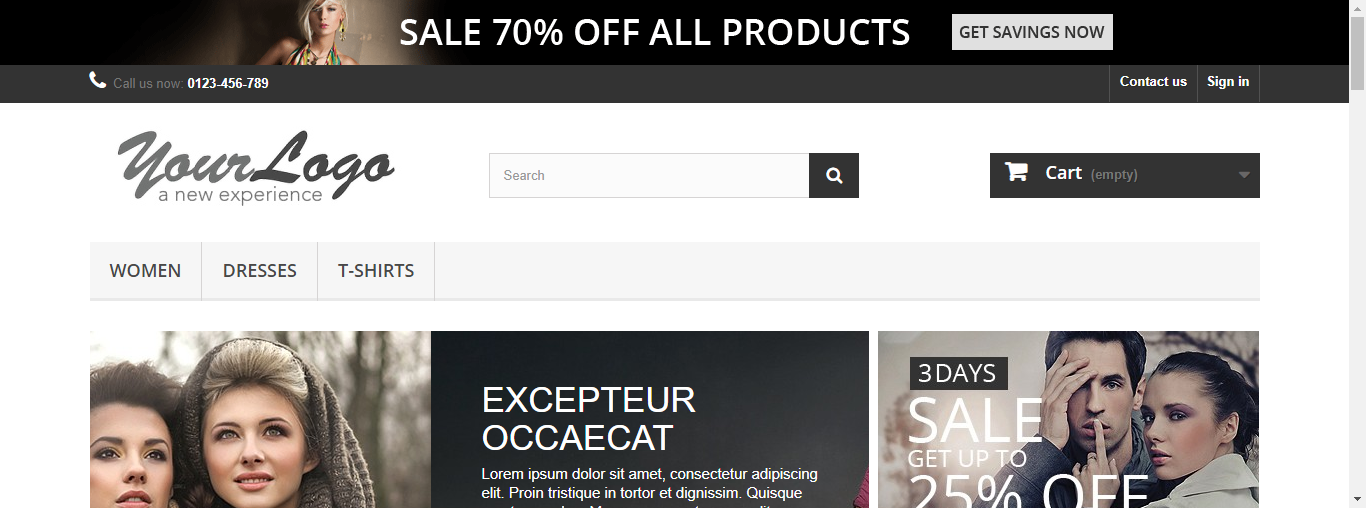 SALE 70% OFF ALL PRODUCTS
GET SAVINGS NOW
Call us now: 0123-456-789
Contact us
Sign in
YourLogo
a new experience
Search
Cart (empty)
WOMEN
DRESSES
T-SHIRTS
EXCEPTEUR
OCCAECAT
Lorem ipsum dolor sit amet, consectetur adipiscing
elit. Proin tristique in tortor et dignissim. Quisque
3 DAYS
SALE
GET UP TO
25% OFF